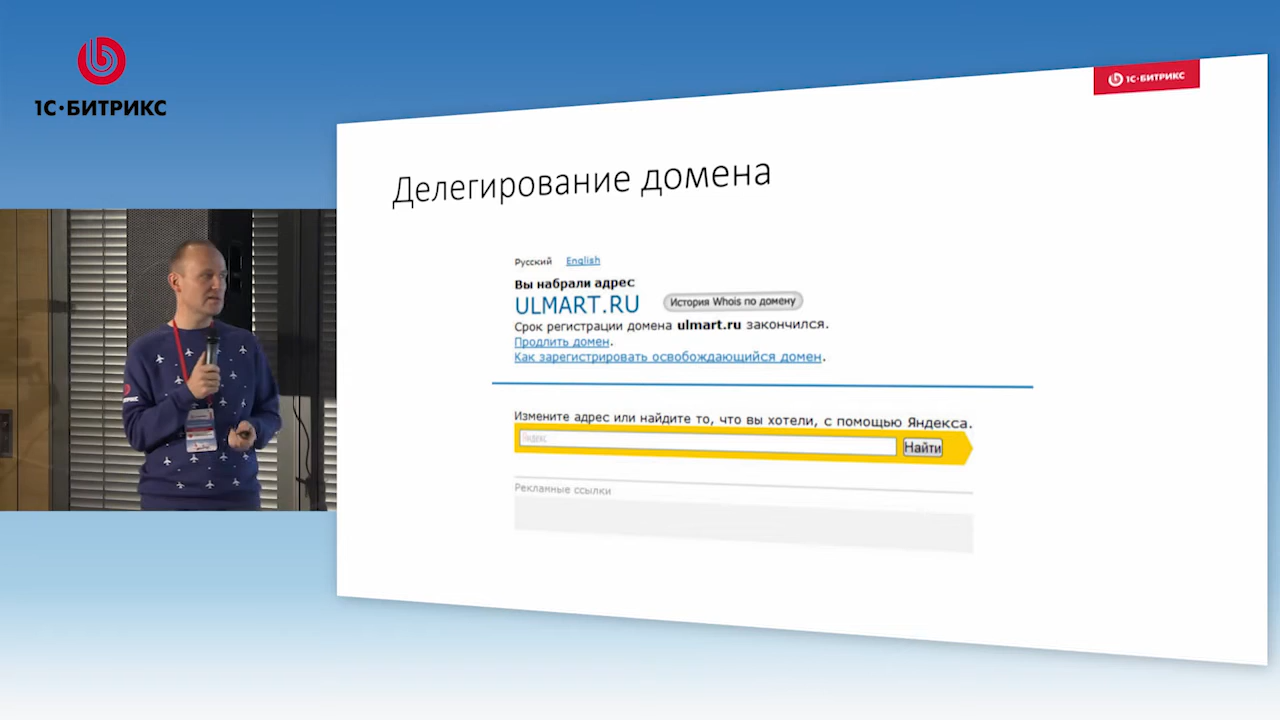 1С·БИТРИКС
1С·БИТРИКС
Делегирование домена
Русский English
Вы набрали адрес
ULMART.RU История Whois по домену
Срок регистрации домена ulmart.ru закончился.
Продлить домен.
Как зарегистрировать освобождающийся домен.
Измените адрес или найдите то, что вы хотели, с помощью Яндекса.
Яндекс Найти
Рекламные ссылки